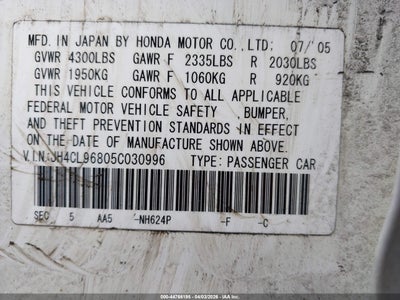 MFD. IN JAPAN BY HONDA MOTOR CO., LTD. 07/'05
GVWR 4300LBS GAWR F 2335LBS R 2030LBS
GVWR 1950KG GAWR F 1060KG R 920KG
THIS VEHICLE CONFORMS TO ALL APPLICABLE
FEDERAL MOTOR VEHICLE SAFETY , BUMPER,
AND THEFT PREVENTION STANDARDS IN EFFECT
ON THE DATE OF MANUFACTURE SHOWN ABOVE.
V.I.N: JH4CL96805C030996 TYPE: PASSENGER CAR
SEC 5 AA5 -NH624P -F -C
000-44766195 | 04/03/2026 | IAA Inc.